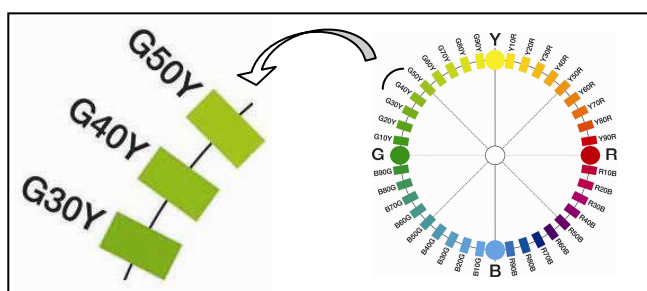 G50Y
G40Y
G30Y
Y
Y10R
Y20R
Y30R
Y40R
Y50R
Y60R
Y70R
Y80R
Y90R
R
R10B
R20B
R30B
R40B
R50B
R60B
R70B
R80B
R90B
B
B10G
B20G
B30G
B40G
B50G
B60G
B70G
B80G
B90G
G
G10Y
G20Y
G30Y
G40Y
G50Y
G60Y
G70Y
G80Y
G90Y